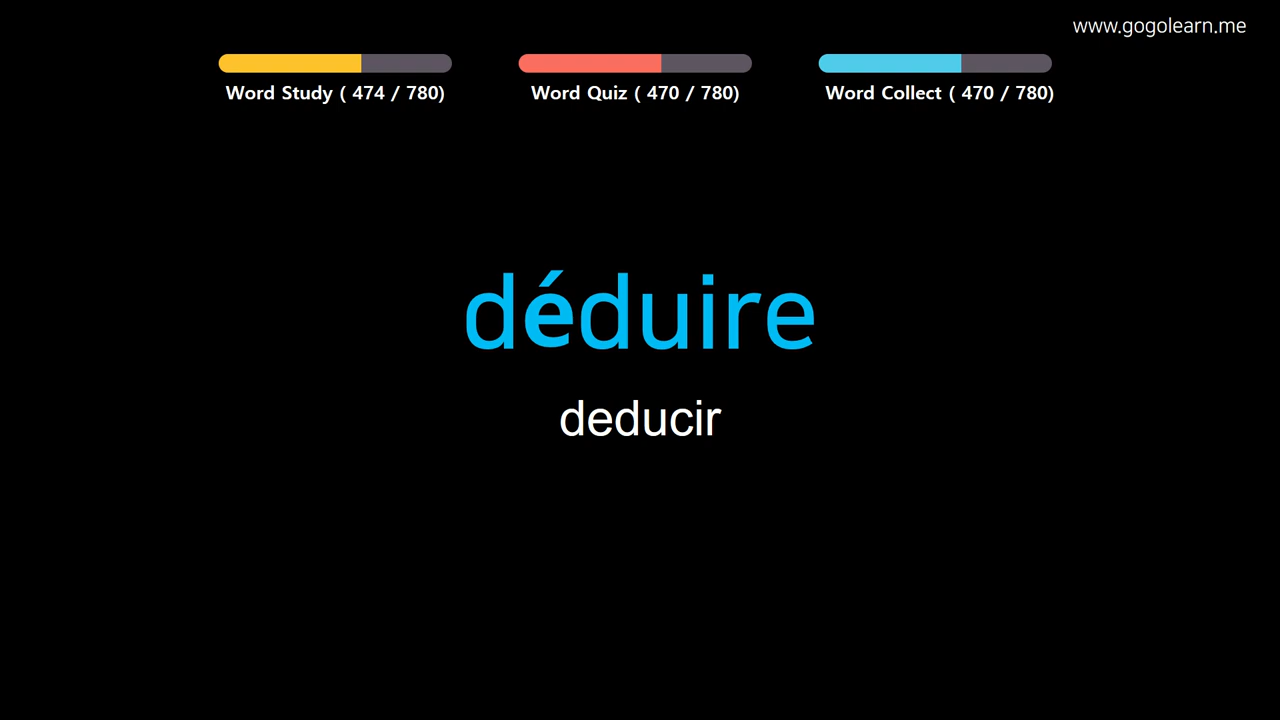 www.gogolearn.me
Word Study ( 474 / 780)
Word Quiz ( 470 / 780)
Word Collect ( 470 / 780)
déduire
deducir